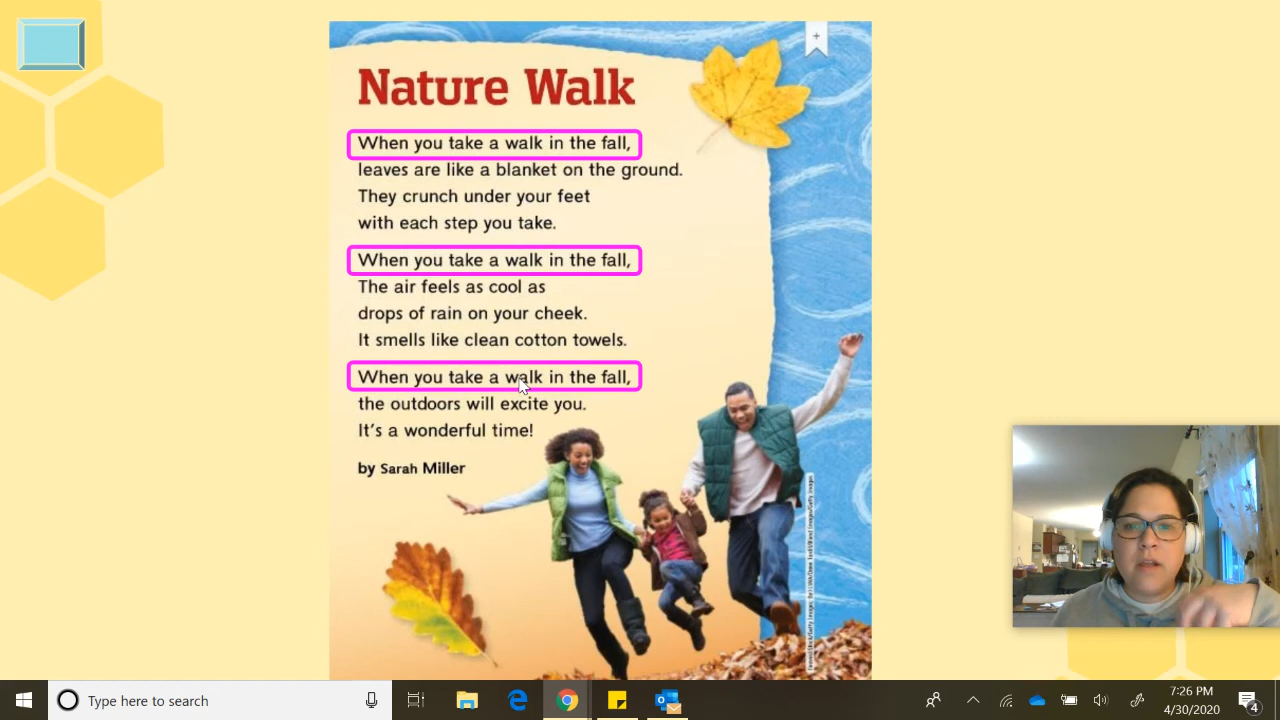 Nature Walk
When you take a walk in the fall,
leaves are like a blanket on the ground.
They crunch under your feet
with each step you take.
When you take a walk in the fall,
The air feels as cool as
drops of rain on your cheek.
It smells like clean cotton towels.
When you take a walk in the fall,
the outdoors will excite you.
It's a wonderful time!
by Sarah Miller
Type here to search
7:26 PM
4/30/2020
4